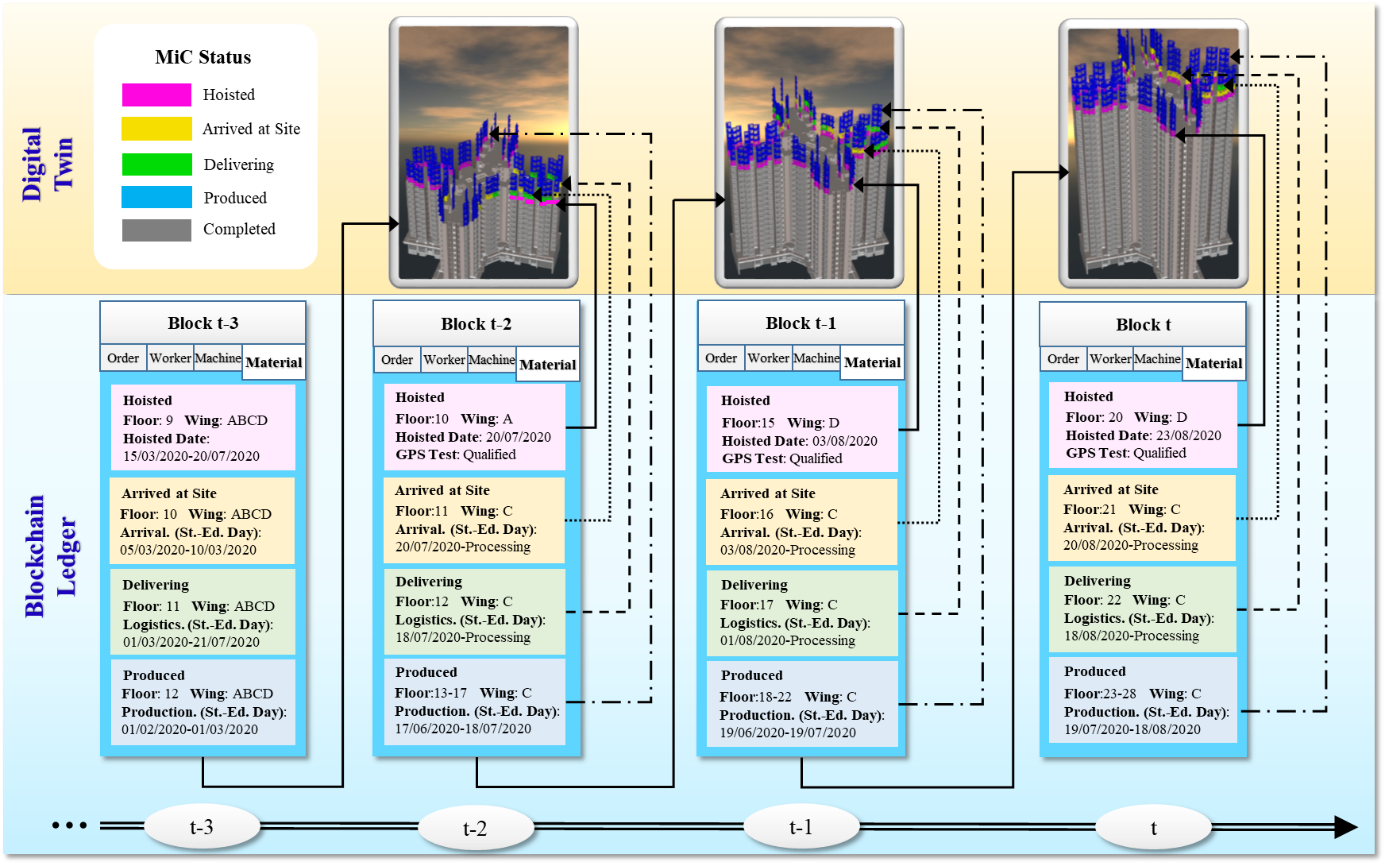 MiC Status
Hoisted
Arrived at Site
Delivering
Produced
Completed
Digital
Twin
Blockchain
Ledger
Block t-3
Order Worker Machine Material
Hoisted
Floor: 9 Wing: ABCD
Hoisted Date:
15/03/2020-20/07/2020
Arrived at Site
Floor: 10 Wing: ABCD
Arrival. (St.-Ed. Day):
05/03/2020-10/03/2020
Delivering
Floor: 11 Wing: ABCD
Logistics. (St.-Ed. Day):
01/03/2020-21/07/2020
Produced
Floor: 12 Wing: ABCD
Production. (St.-Ed. Day):
01/02/2020-01/03/2020
Block t-2
Order Worker Machine Material
Hoisted
Floor:10 Wing: A
Hoisted Date: 20/07/2020
GPS Test: Qualified
Arrived at Site
Floor:11 Wing: C
Arrival. (St.-Ed. Day):
20/07/2020-Processing
Delivering
Floor:12 Wing: C
Logistics. (St.-Ed. Day):
18/07/2020-Processing
Produced
Floor:13-17 Wing: C
Production. (St.-Ed. Day):
17/06/2020-18/07/2020
Block t-1
Order Worker Machine Material
Hoisted
Floor:15 Wing: D
Hoisted Date: 03/08/2020
GPS Test: Qualified
Arrived at Site
Floor:16 Wing: C
Arrival. (St.-Ed. Day):
03/08/2020-Processing
Delivering
Floor:17 Wing: C
Logistics. (St.-Ed. Day):
01/08/2020-Processing
Produced
Floor:18-22 Wing: C
Production. (St.-Ed. Day):
19/06/2020-19/07/2020
Block t
Order Worker Machine Material
Hoisted
Floor: 20 Wing: D
Hoisted Date: 23/08/2020
GPS Test: Qualified
Arrived at Site
Floor:21 Wing: C
Arrival. (St.-Ed. Day):
20/08/2020-Processing
Delivering
Floor: 22 Wing: C
Logistics. (St.-Ed. Day):
18/08/2020-Processing
Produced
Floor:23-28 Wing: C
Production. (St.-Ed. Day):
19/07/2020-18/08/2020
... t-3 t-2 t-1 t